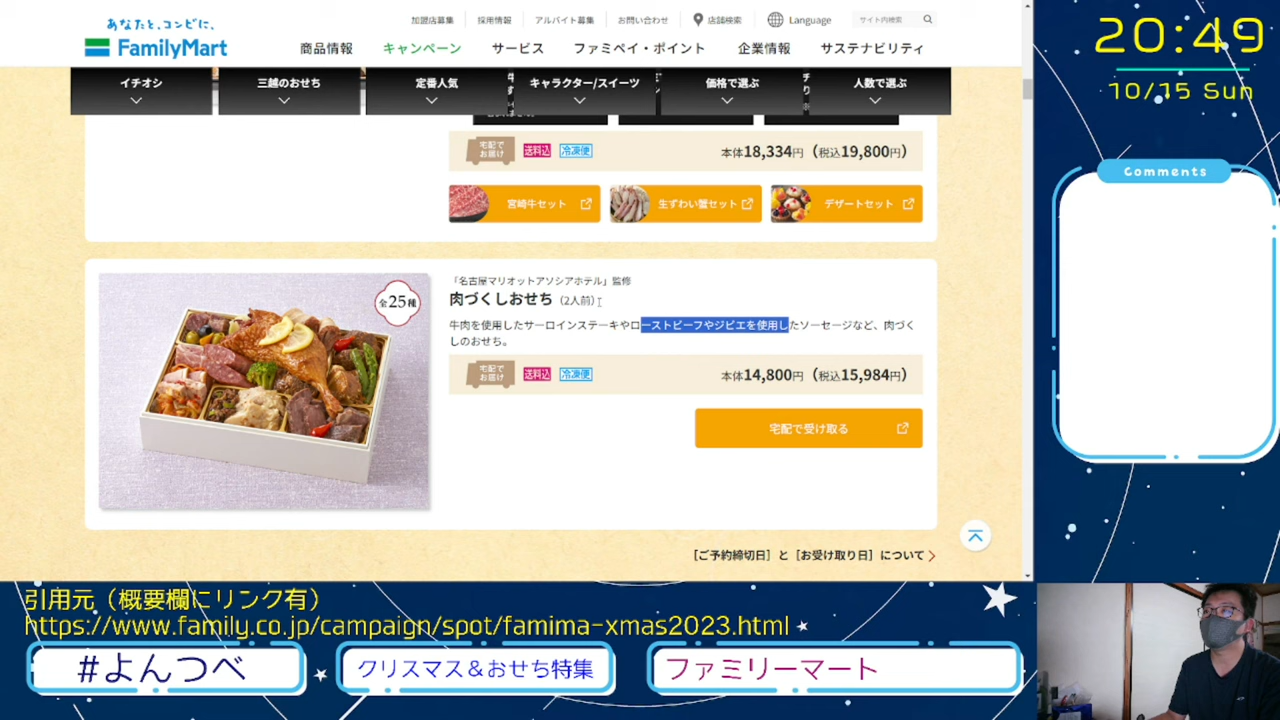 あなたと、コンビに、
FamilyMart
加盟店募集
採用情報
アルバイト募集
お問い合わせ
店舗検索
Language
サイト内検索
商品情報
キャンペーン
サービス
ファミペイ・ポイント
企業情報
サステナビリティ
イチオシ
三越のおせち
定番人気
キャラクター/スイーツ
価格で選ぶ
人数で選ぶ
宅配で
お届け
送料込
冷凍便
本体18,334円（税込19,800円）
宮崎牛セット
生ずわい蟹セット
デザートセット
全25種
「名古屋マリオットアソシアホテル」監修
肉づくしおせち（2人前）
牛肉を使用したサーロインステーキやローストビーフやジビエを使用したソーセージなど、肉づく
しのおせち。
宅配で
お届け
送料込
冷凍便
本体14,800円（税込15,984円）
宅配で受け取る
［ご予約締切日］と［お受け取り日］について
20:49
10/15 Sun
Comments
引用元（概要欄にリンク有）
https://www.family.co.jp/campaign/spot/famima-xmas2023.html
#よんつべ
クリスマス＆おせち特集
ファミリーマート